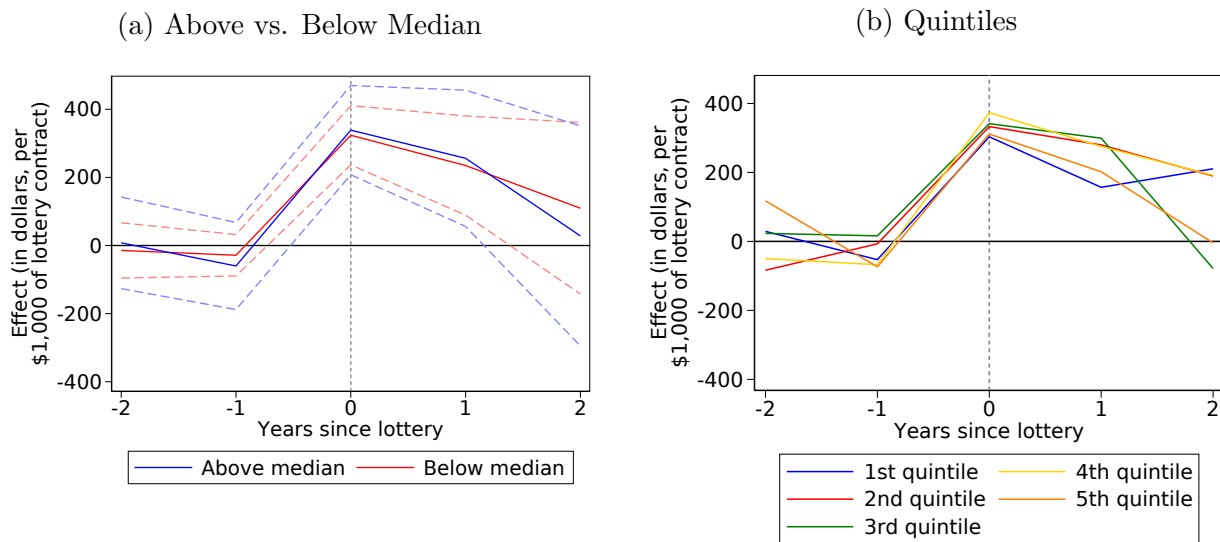 (a) Above vs. Below Median
Effect (in dollars, per
$1,000 of lottery contract)
400
200
0
-200
-400
-2
-1
0
1
2
Years since lottery
Above median
Below median
(b) Quintiles
Effect (in dollars, per
$1,000 of lottery contract)
400
200
0
-200
-400
-2
-1
0
1
2
Years since lottery
1st quintile
4th quintile
2nd quintile
5th quintile
3rd quintile